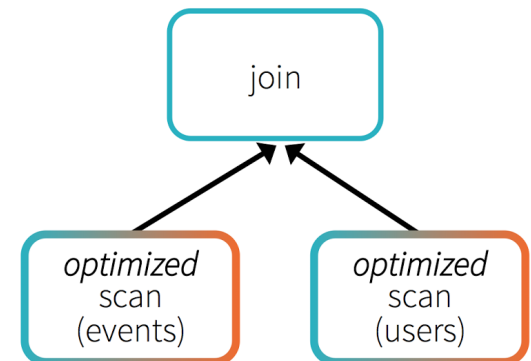 join
optimized
scan
(events)
optimized
scan
(users)